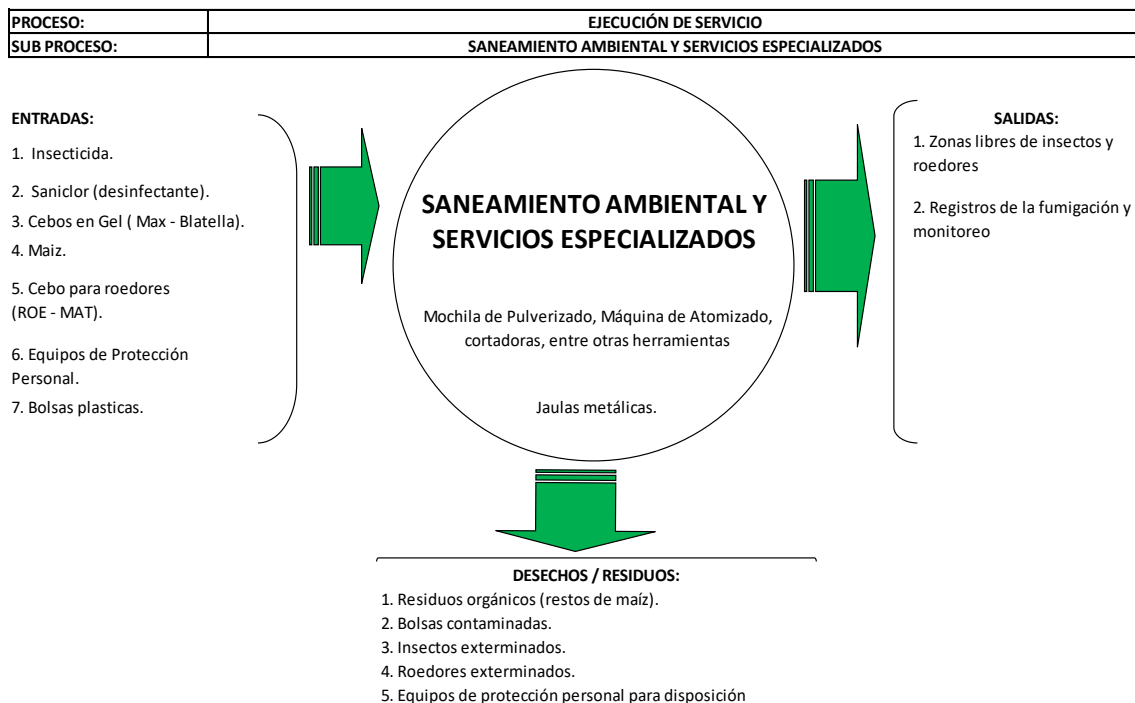 PROCESO: EJECUCIÓN DE SERVICIO
SUB PROCESO: SANEAMIENTO AMBIENTAL Y SERVICIOS ESPECIALIZADOS
ENTRADAS:
1. Insecticida.
2. Saniclor (desinfectante).
3. Cebos en Gel ( Max - Blatella).
4. Maiz.
5. Cebo para roedores
(ROE - MAT).
6. Equipos de Protección
Personal.
7. Bolsas plasticas.
SANEAMIENTO AMBIENTAL Y
SERVICIOS ESPECIALIZADOS
Mochila de Pulverizado, Máquina de Atomizado,
cortadoras, entre otras herramientas
Jaulas metálicas.
SALIDAS:
1. Zonas libres de insectos y
roedores
2. Registros de la fumigación y
monitoreo
DESECHOS / RESIDUOS:
1. Residuos orgánicos (restos de maíz).
2. Bolsas contaminadas.
3. Insectos exterminados.
4. Roedores exterminados.
5. Equipos de protección personal para disposición